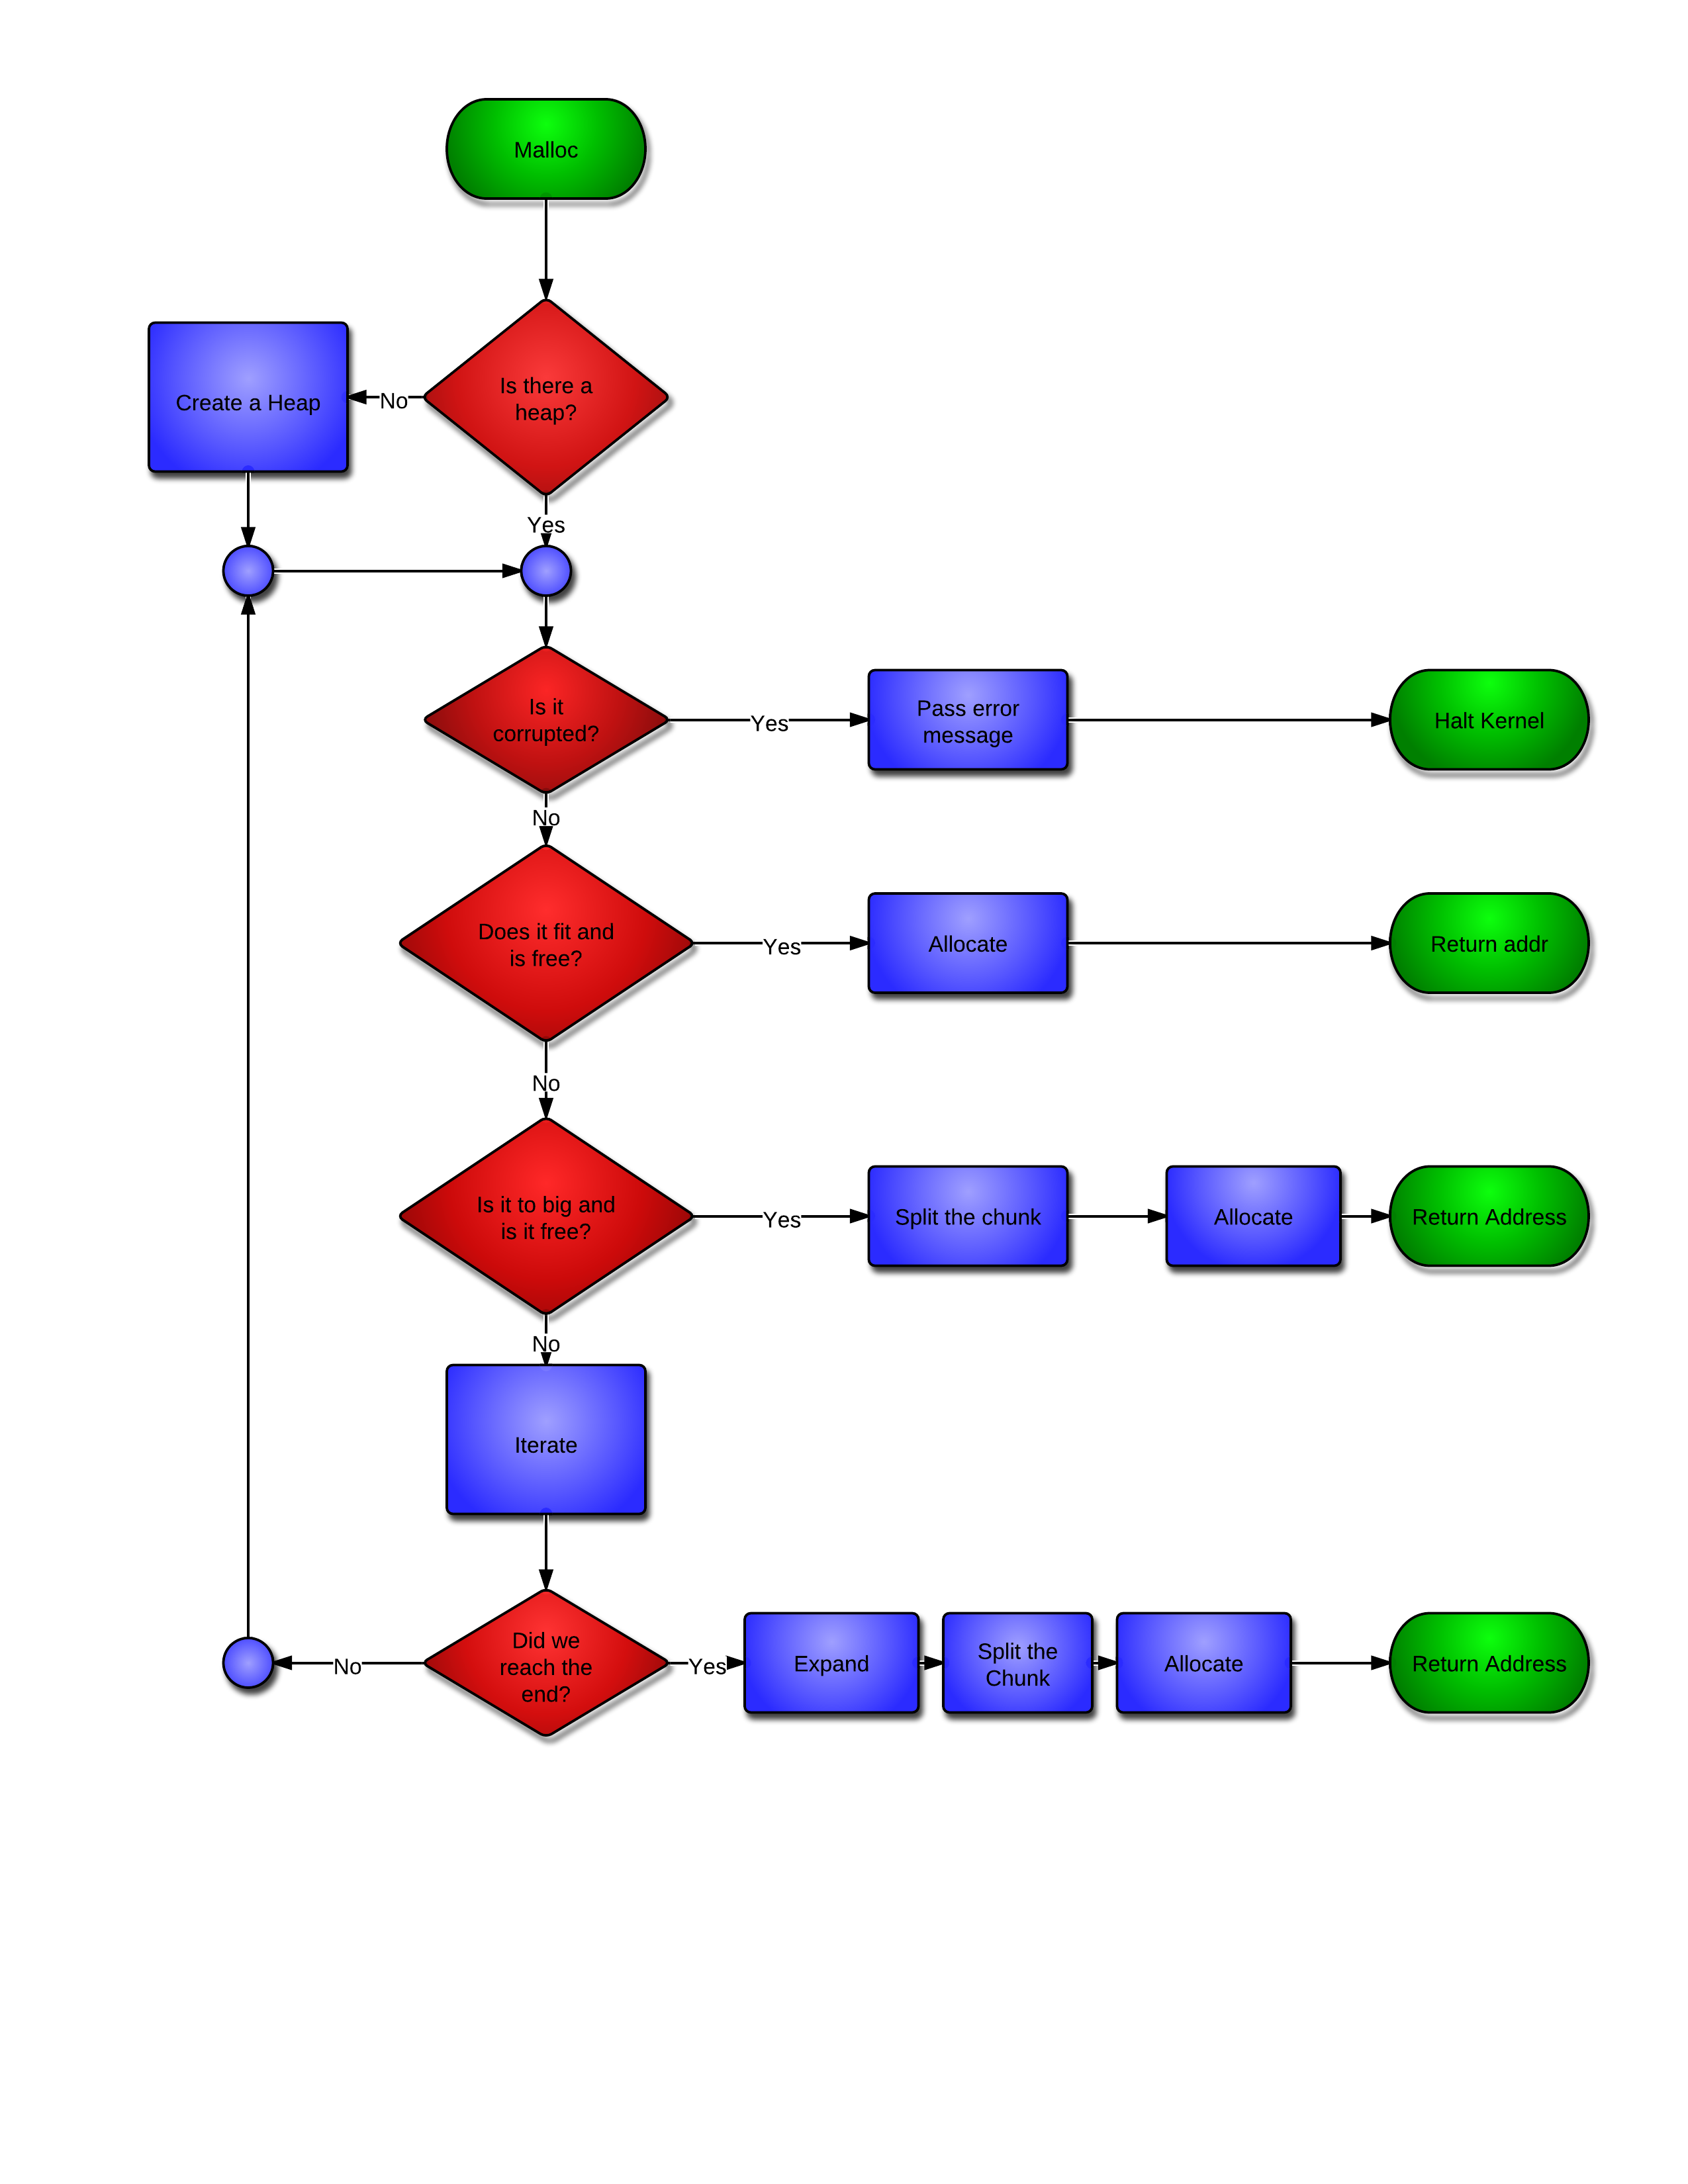 Malloc
Is there a
heap?
No
Create a Heap
Yes
Is it
corrupted?
Yes
Pass error
message
Halt Kernel
No
Does it fit and
is free?
Yes
Allocate
Return addr
No
Is it to big and
is it free?
Yes
Split the chunk
Allocate
Return Address
No
Iterate
Did we
reach the
end?
No
Yes
Expand
Split the
Chunk
Allocate
Return Address